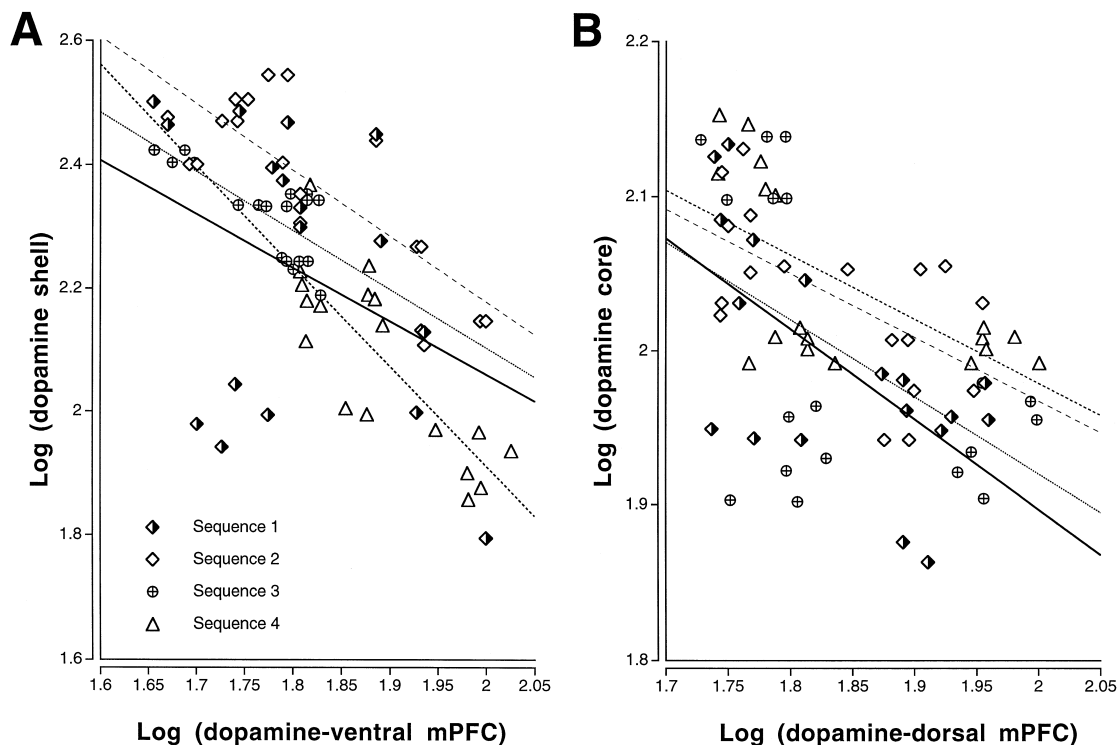 A
2.6
2.4
2.2
2
1.8
1.6
Log (dopamine shell)
Sequence 1
Sequence 2
Sequence 3
Sequence 4
1.6 1.65 1.7 1.75 1.8 1.85 1.9 1.95 2 2.05
Log (dopamine-ventral mPFC)
B
2.2
2.1
2
1.9
1.8
Log (dopamine core)
1.7 1.75 1.8 1.85 1.9 1.95 2 2.05
Log (dopamine-dorsal mPFC)